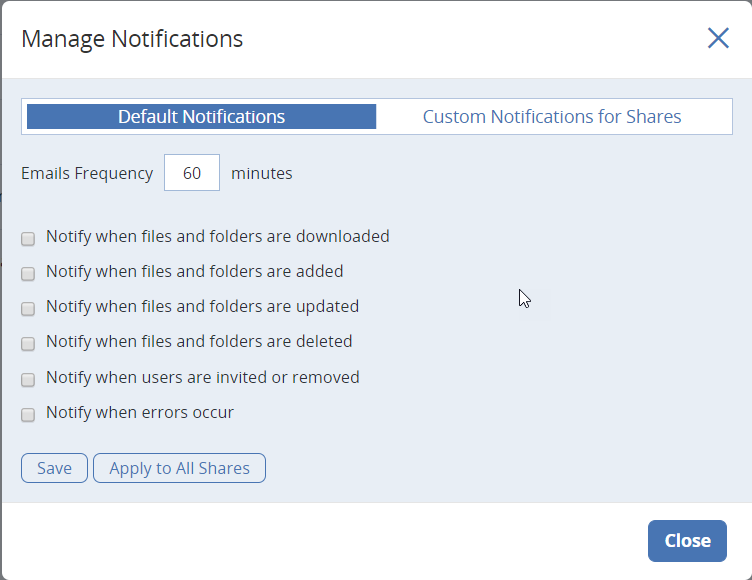 Manage Notifications
Default Notifications
Custom Notifications for Shares
Emails Frequency 60 minutes
Notify when files and folders are downloaded
Notify when files and folders are added
Notify when files and folders are updated
Notify when files and folders are deleted
Notify when users are invited or removed
Notify when errors occur
Save
Apply to All Shares
Close